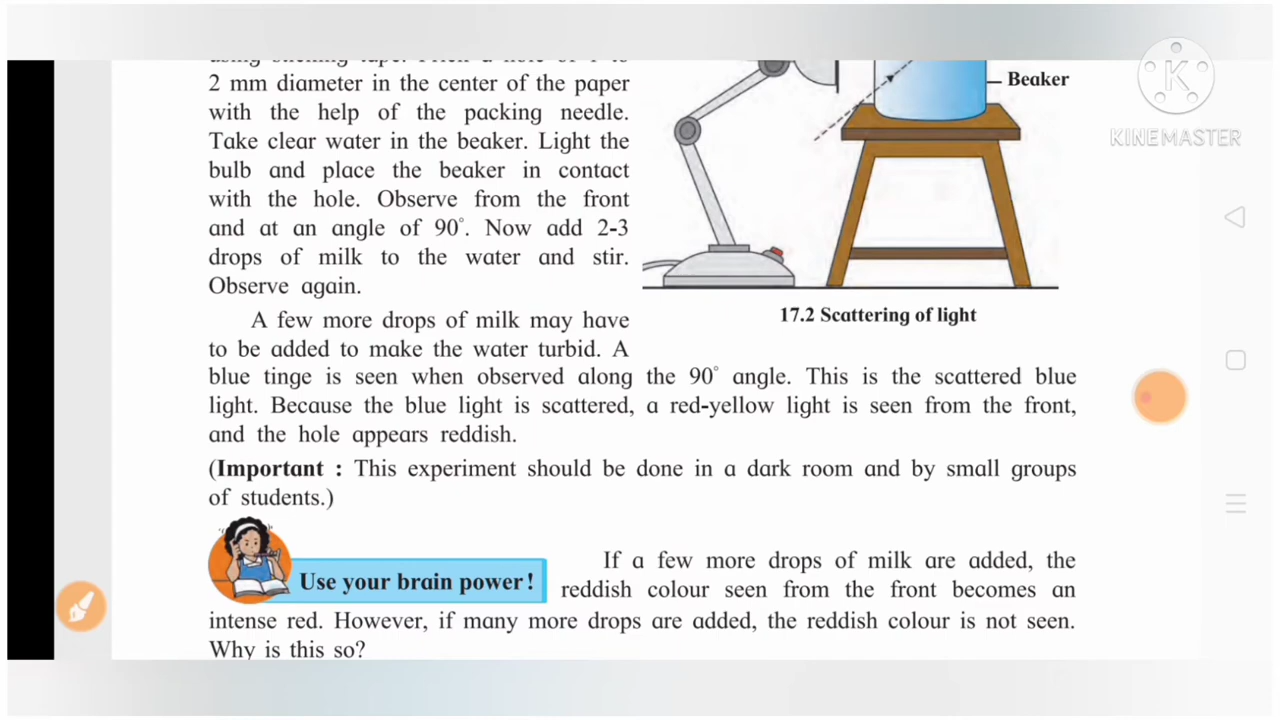 2 mm diameter in the center of the paper
with the help of the packing needle.
Take clear water in the beaker. Light the
bulb and place the beaker in contact
with the hole. Observe from the front
and at an angle of 90°. Now add 2-3
drops of milk to the water and stir.
Observe again.
Beaker
17.2 Scattering of light
A few more drops of milk may have
to be added to make the water turbid. A
blue tinge is seen when observed along the 90° angle. This is the scattered blue
light. Because the blue light is scattered, a red-yellow light is seen from the front,
and the hole appears reddish.
(Important : This experiment should be done in a dark room and by small groups
of students.)
Use your brain power!
If a few more drops of milk are added, the
reddish colour seen from the front becomes an
intense red. However, if many more drops are added, the reddish colour is not seen.
Why is this so?
K
KINEMASTER